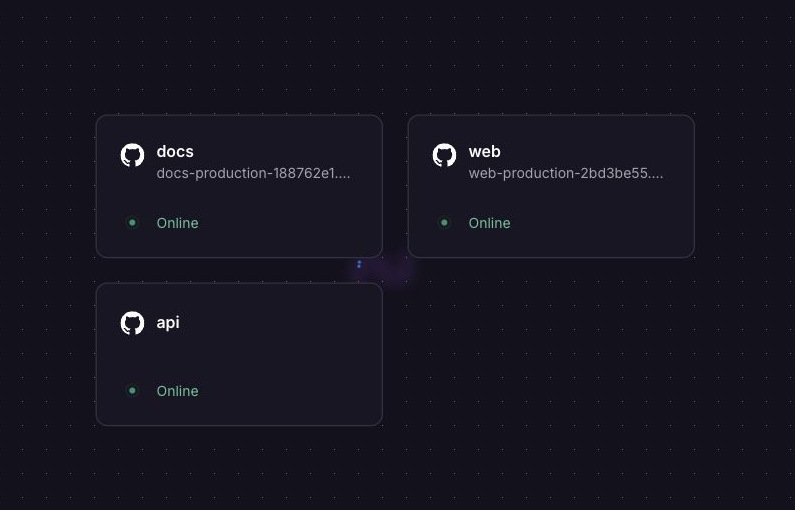 docs
docs-production-188762e1....
Online
web
web-production-2bd3be55....
Online
api
Online